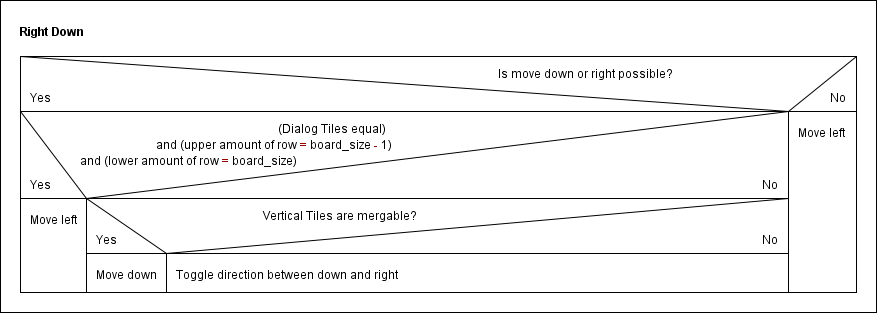 Right Down
Is move down or right possible?
Yes
No
(Dialog Tiles equal)
and (upper amount of row = board_size - 1)
and (lower amount of row = board_size)
Move left
Yes
No
Move left
Vertical Tiles are mergable?
Yes
No
Move down
Toggle direction between down and right